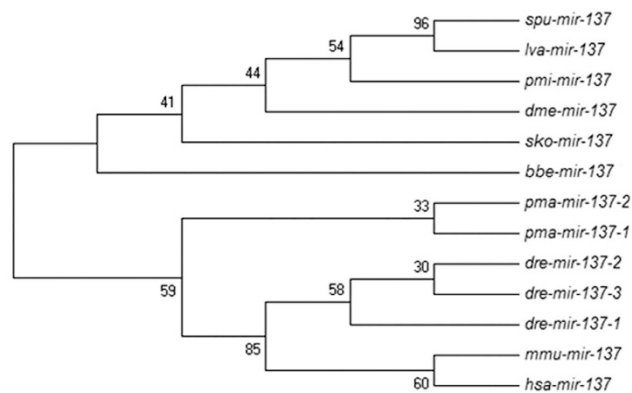 96
spu-mir-137
lva-mir-137
54
pmi-mir-137
44
dme-mir-137
41
sko-mir-137
bbe-mir-137
33
pma-mir-137-2
pma-mir-137-1
59
30
dre-mir-137-2
dre-mir-137-3
58
dre-mir-137-1
85
mmu-mir-137
60
hsa-mir-137